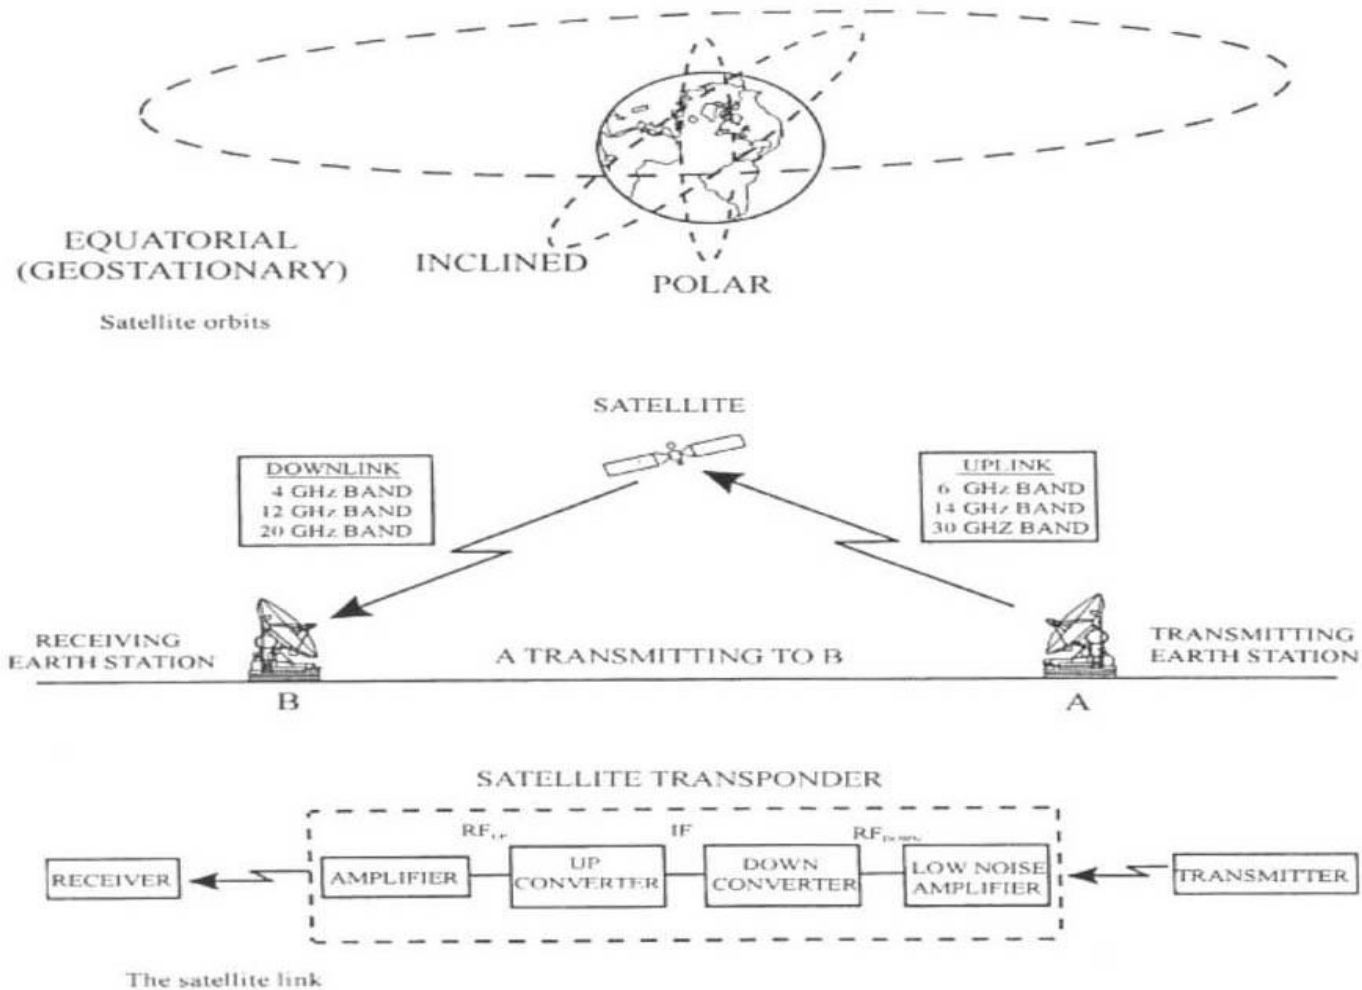 EQUATORIAL
(GEOSTATIONARY)
INCLINED
POLAR
Satellite orbits
SATELLITE
DOWNLINK
4 GHz BAND
12 GHz BAND
20 GHz BAND
UPLINK
6 GHz BAND
14 GHz BAND
30 GHZ BAND
RECEIVING
EARTH STATION
A TRANSMITTING TO B
TRANSMITTING
EARTH STATION
B
A
SATELLITE TRANSPONDER
RF
IF
RF
RECEIVER
AMPLIFIER
UP
CONVERTER
DOWN
CONVERTER
LOW NOISE
AMPLIFIER
TRANSMITTER
The satellite link